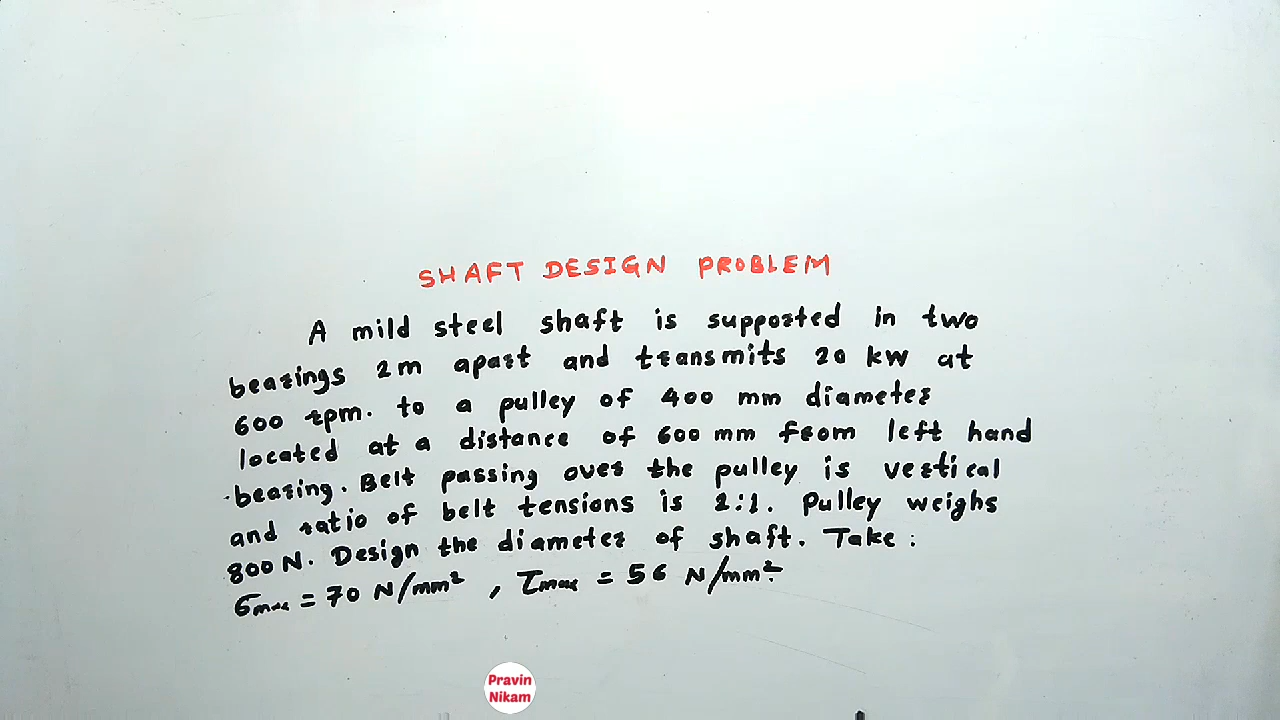 SHAFT DESIGN PROBLEM
A mild steel shaft is supported in two
bearings 2m apart and transmits 20 kw at
600 rpm. to a pulley of 400 mm diameter
located at a distance of 600 mm from left hand
bearing. Belt passing over the pulley is vertical
and ratio of belt tensions is 2:1. Pulley weighs
800 N. Design the diameter of shaft. Take :
σmax = 70 N/mm², τmax = 56 N/mm².
Pravin
Nikam